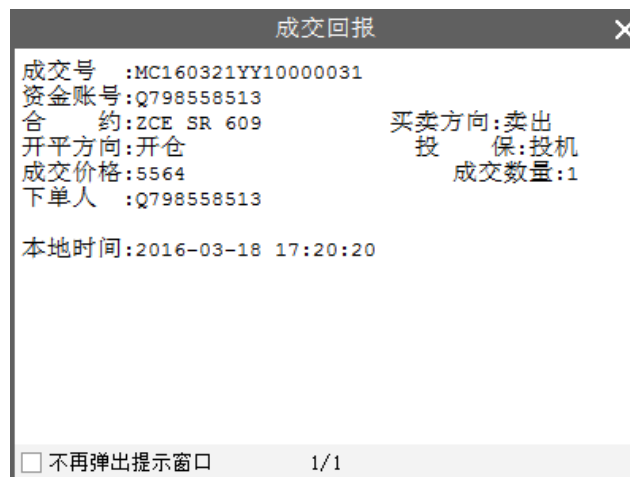 成交回报
成交号 :MC160321YY10000031
资金账号:Q798558513
合 约:ZCE SR 609 买卖方向:卖出
开平方向:开仓 投 保:投机
成交价格:5564 成交数量:1
下单人 :Q798558513
本地时间:2016-03-18 17:20:20
不再弹出提示窗口 1/1